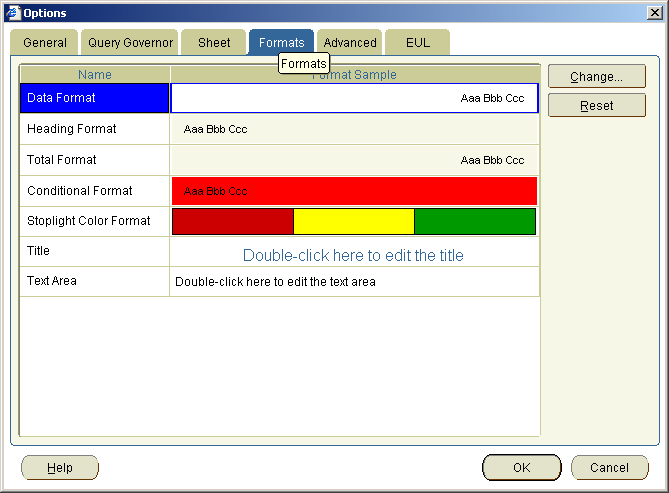 Options
General Query Governor Sheet Formats Advanced EUL
Formats
Name Format Sample
Change...
Data Format Aaa Bbb Ccc
Reset
Heading Format Aaa Bbb Ccc
Total Format Aaa Bbb Ccc
Conditional Format Aaa Bbb Ccc
Stoplight Color Format
Title Double-click here to edit the title
Text Area Double-click here to edit the text area
Help OK Cancel